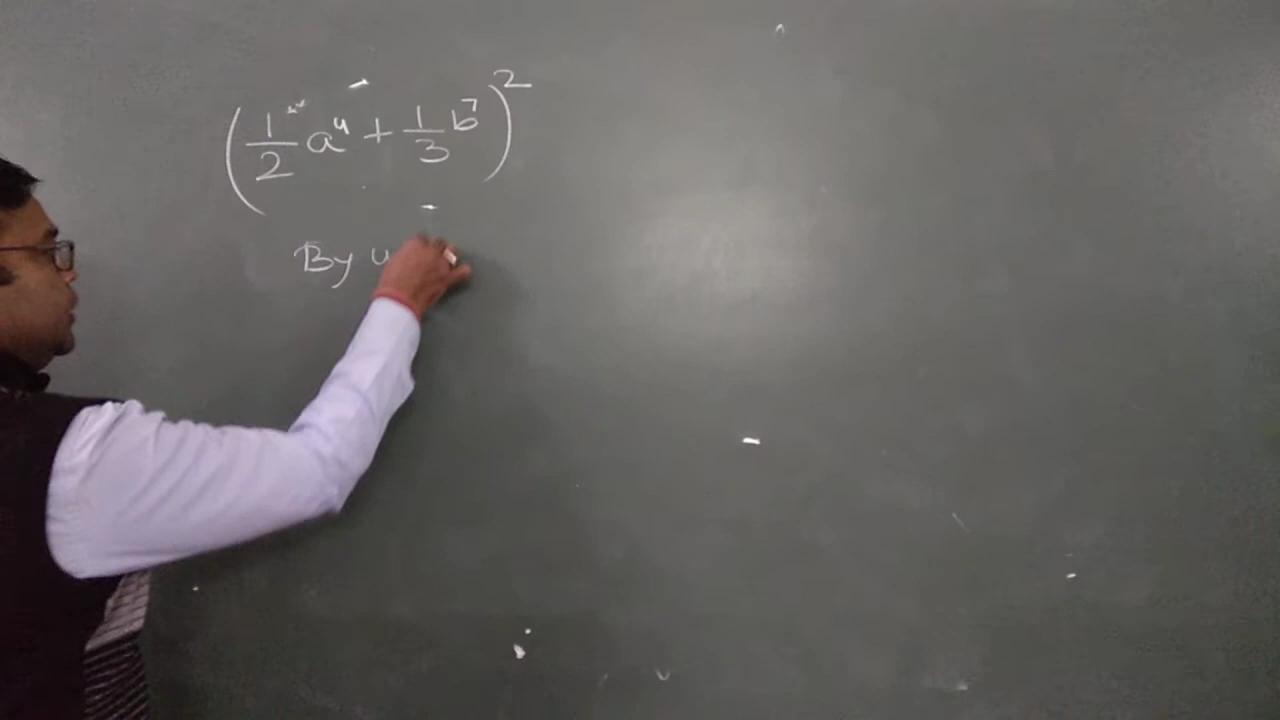 (1/2 a⁴ + 1/3 b⁷)²
By u